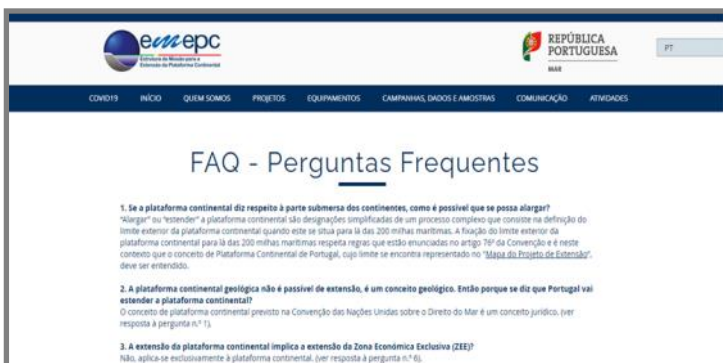 emepc
Estrutura de Missão para a
Extensão da Plataforma Continental
REPÚBLICA
PORTUGUESA
MAR
PT
COVID19 INÍCIO QUEM SOMOS PROJETOS EQUIPAMENTOS CAMPANHAS, DADOS E AMOSTRAS COMUNICAÇÃO ATIVIDADES
FAQ - Perguntas Frequentes
1. Se a plataforma continental diz respeito à parte submersa dos continentes, como é possível que se possa alargar?
"Alargar" ou "estender" a plataforma continental são designações simplificadas de um processo complexo que consiste na definição do
limite exterior da plataforma continental quando este se situa para lá das 200 milhas marítimas. A fixação do limite exterior da
plataforma continental para lá das 200 milhas marítimas respeita regras que estão enunciadas no artigo 76º da Convenção e é neste
contexto que o conceito de Plataforma Continental de Portugal, cujo limite se encontra representado no "Mapa do Projeto de Extensão",
deve ser entendido.
2. A plataforma continental geológica não é passível de extensão, é um conceito geológico. Então porque se diz que Portugal vai
estender a plataforma continental?
O conceito de plataforma continental previsto na Convenção das Nações Unidas sobre o Direito do Mar é um conceito jurídico. (ver
resposta à pergunta n.º 1).
3. A extensão da plataforma continental implica a extensão da Zona Económica Exclusiva (ZEE)?
Não, aplica-se exclusivamente à plataforma continental. (ver resposta à pergunta n.º 6).